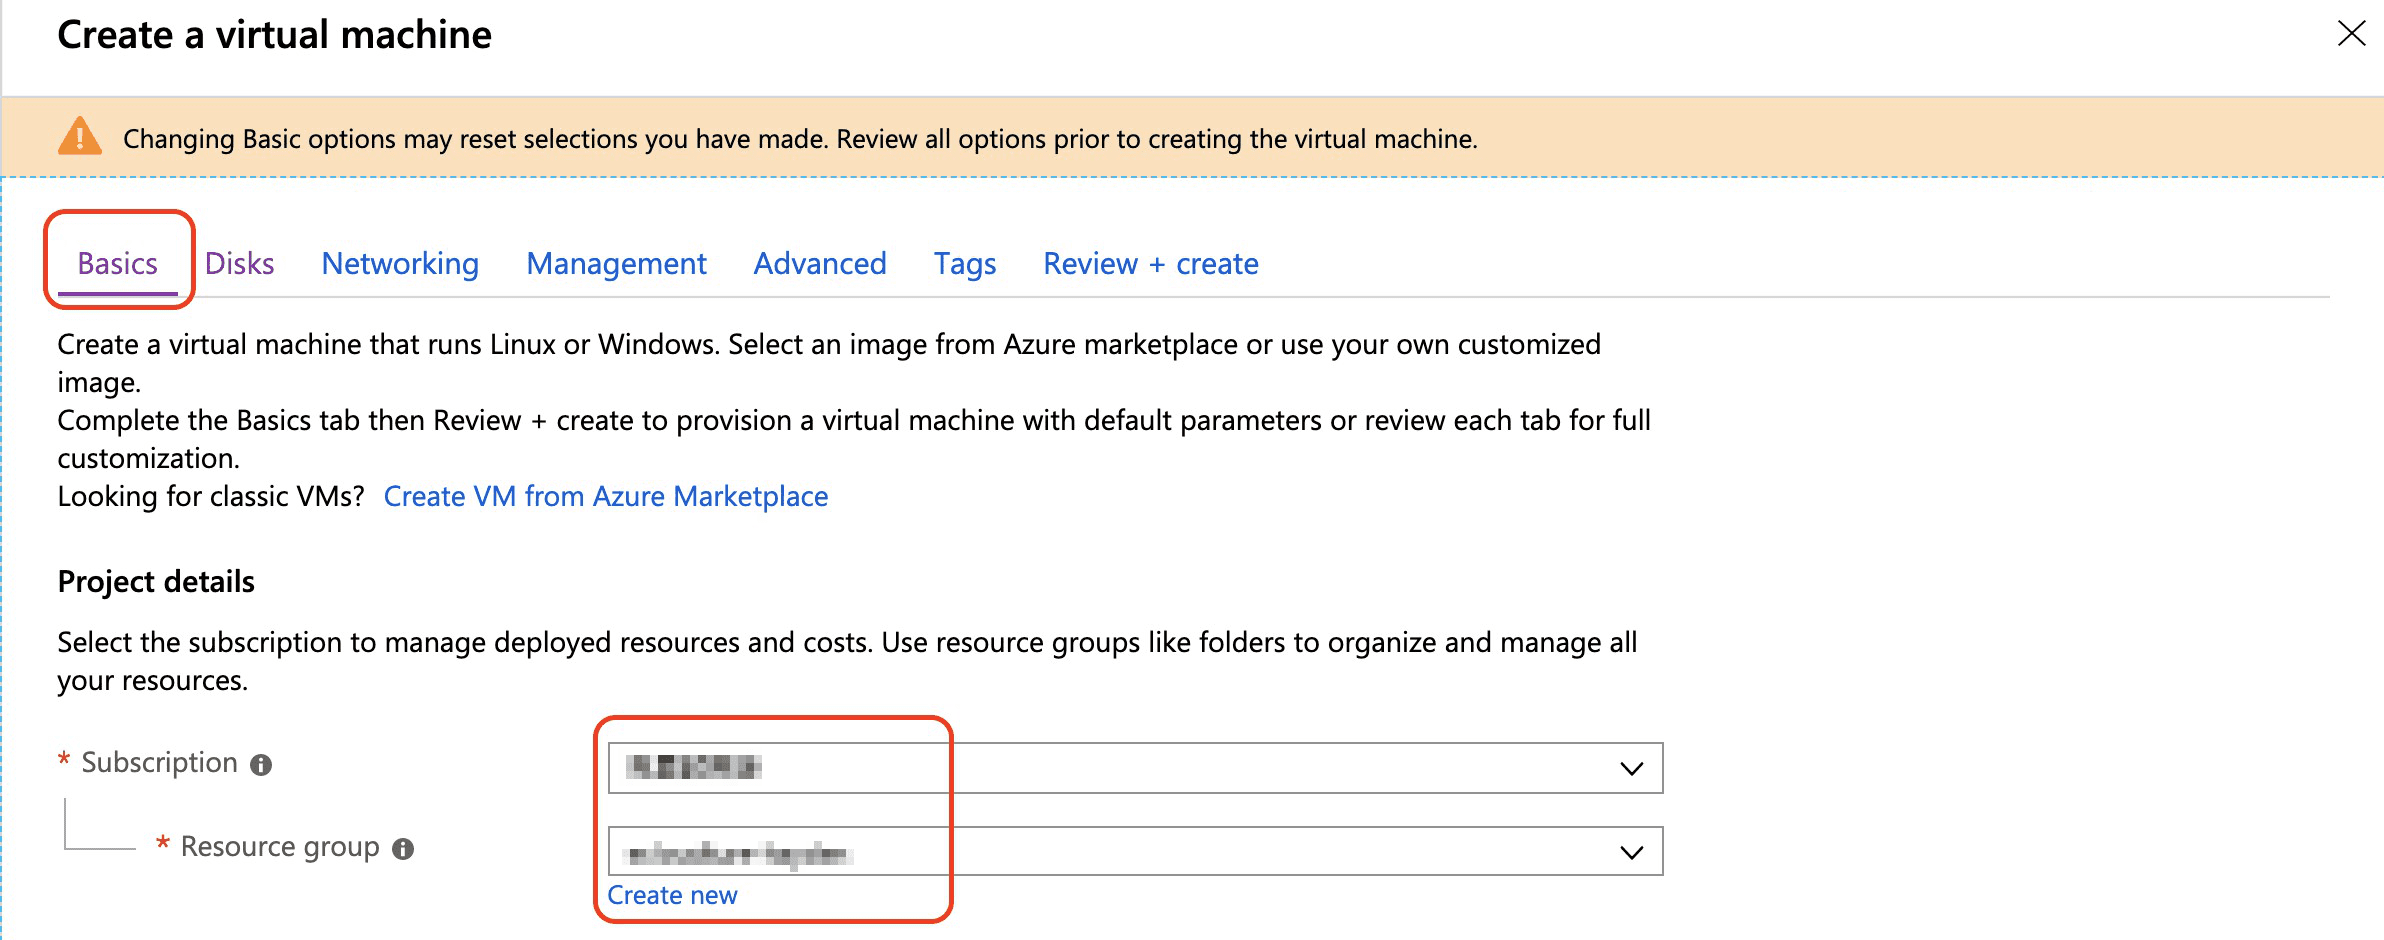 Create a virtual machine
Changing Basic options may reset selections you have made. Review all options prior to creating the virtual machine.
Basics Disks Networking Management Advanced Tags Review + create
Create a virtual machine that runs Linux or Windows. Select an image from Azure marketplace or use your own customized
image.
Complete the Basics tab then Review + create to provision a virtual machine with default parameters or review each tab for full
customization.
Looking for classic VMs? Create VM from Azure Marketplace
Project details
Select the subscription to manage deployed resources and costs. Use resource groups like folders to organize and manage all
your resources.
* Subscription
* Resource group
Create new